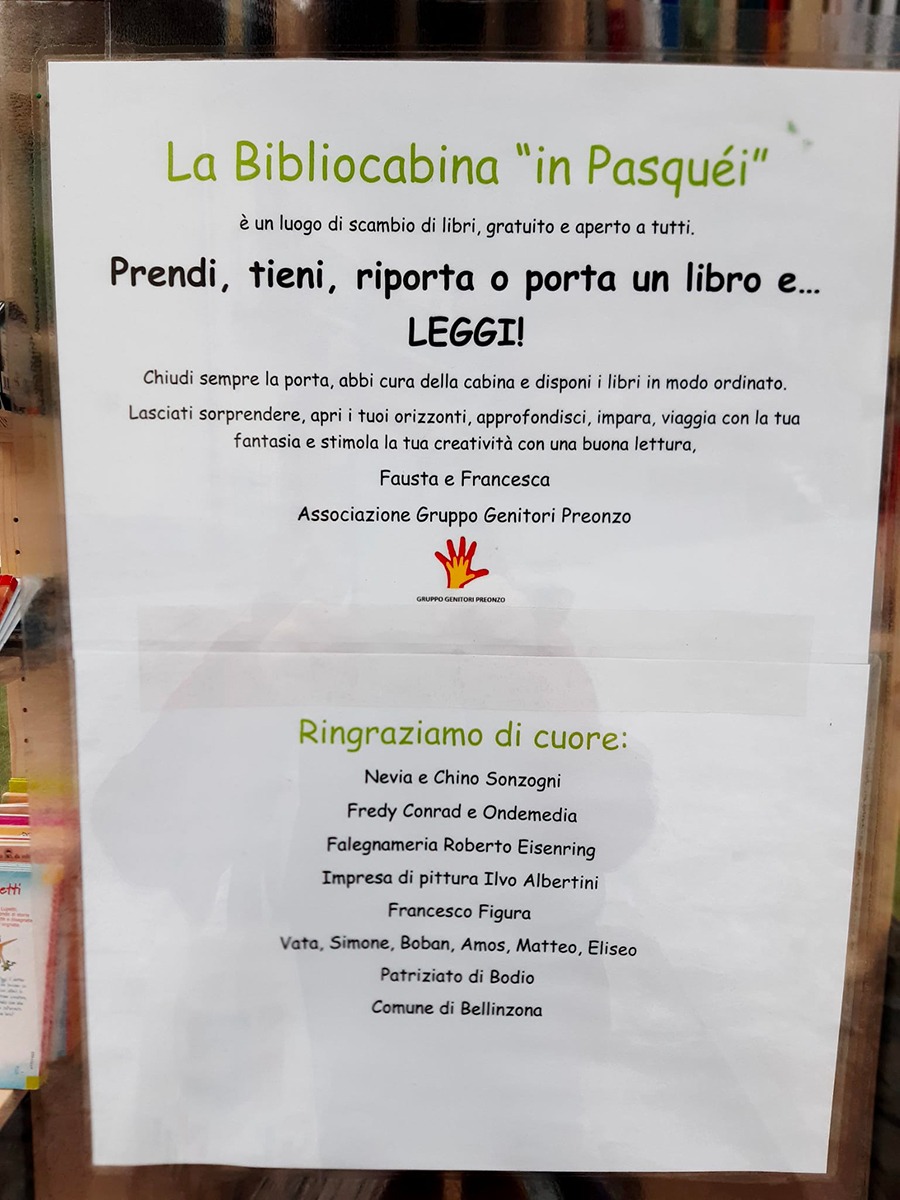 La Bibliocabina “in Pasquéi”
è un luogo di scambio di libri, gratuito e aperto a tutti.
Prendi, tieni, riporta o porta un libro e...
LEGGI!
Chiudi sempre la porta, abbi cura della cabina e disponi i libri in modo ordinato.
Lasciati sorprendere, apri i tuoi orizzonti, approfondisci, impara, viaggia con la tua
fantasia e stimola la tua creatività con una buona lettura,
Fausta e Francesca
Associazione Gruppo Genitori Preonzo
GRUPPO GENITORI PREONZO
Ringraziamo di cuore:
Nevia e Chino Sonzogni
Fredy Conrad e Ondemedia
Falegnameria Roberto Eisenring
Impresa di pittura Ilvo Albertini
Francesco Figura
Vata, Simone, Boban, Amos, Matteo, Eliseo
Patriziato di Bodio
Comune di Bellinzona